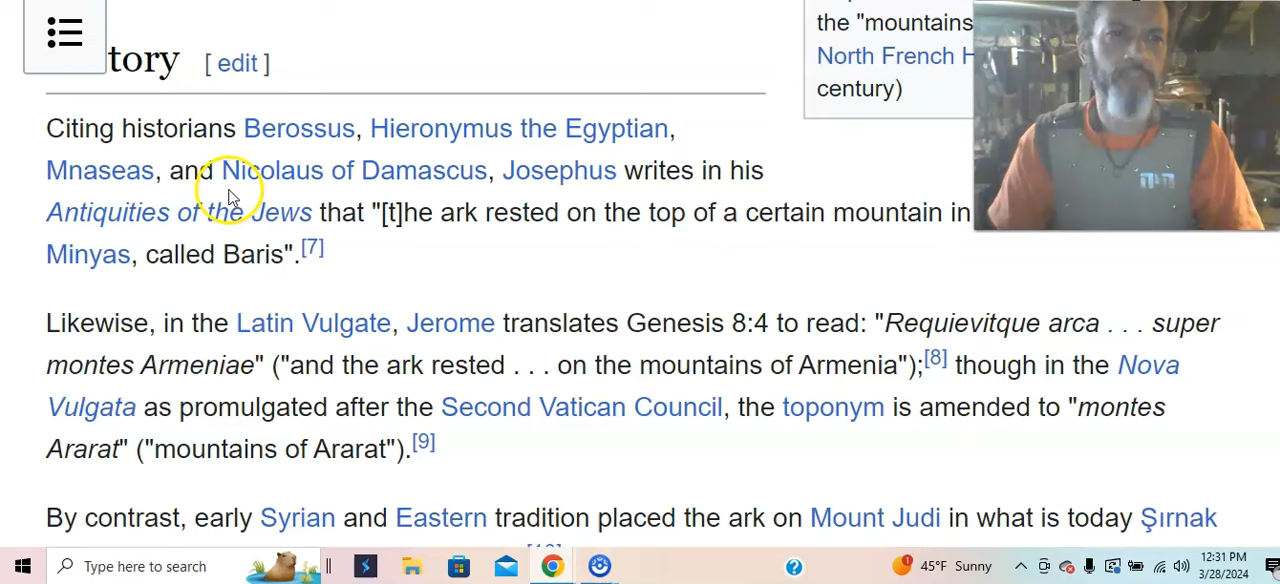 tory [ edit ]
the "mountains
North French H
century)
Citing historians Berossus, Hieronymus the Egyptian,
Mnaseas, and Nicolaus of Damascus, Josephus writes in his
Antiquities of the Jews that "[t]he ark rested on the top of a certain mountain in
Minyas, called Baris".[7]
Likewise, in the Latin Vulgate, Jerome translates Genesis 8:4 to read: "Requievitque arca . . . super
montes Armeniae" ("and the ark rested . . . on the mountains of Armenia");[8] though in the Nova
Vulgata as promulgated after the Second Vatican Council, the toponym is amended to "montes
Ararat" ("mountains of Ararat").[9]
By contrast, early Syrian and Eastern tradition placed the ark on Mount Judi in what is today Şırnak
Type here to search
45°F Sunny
12:31 PM
3/28/2024